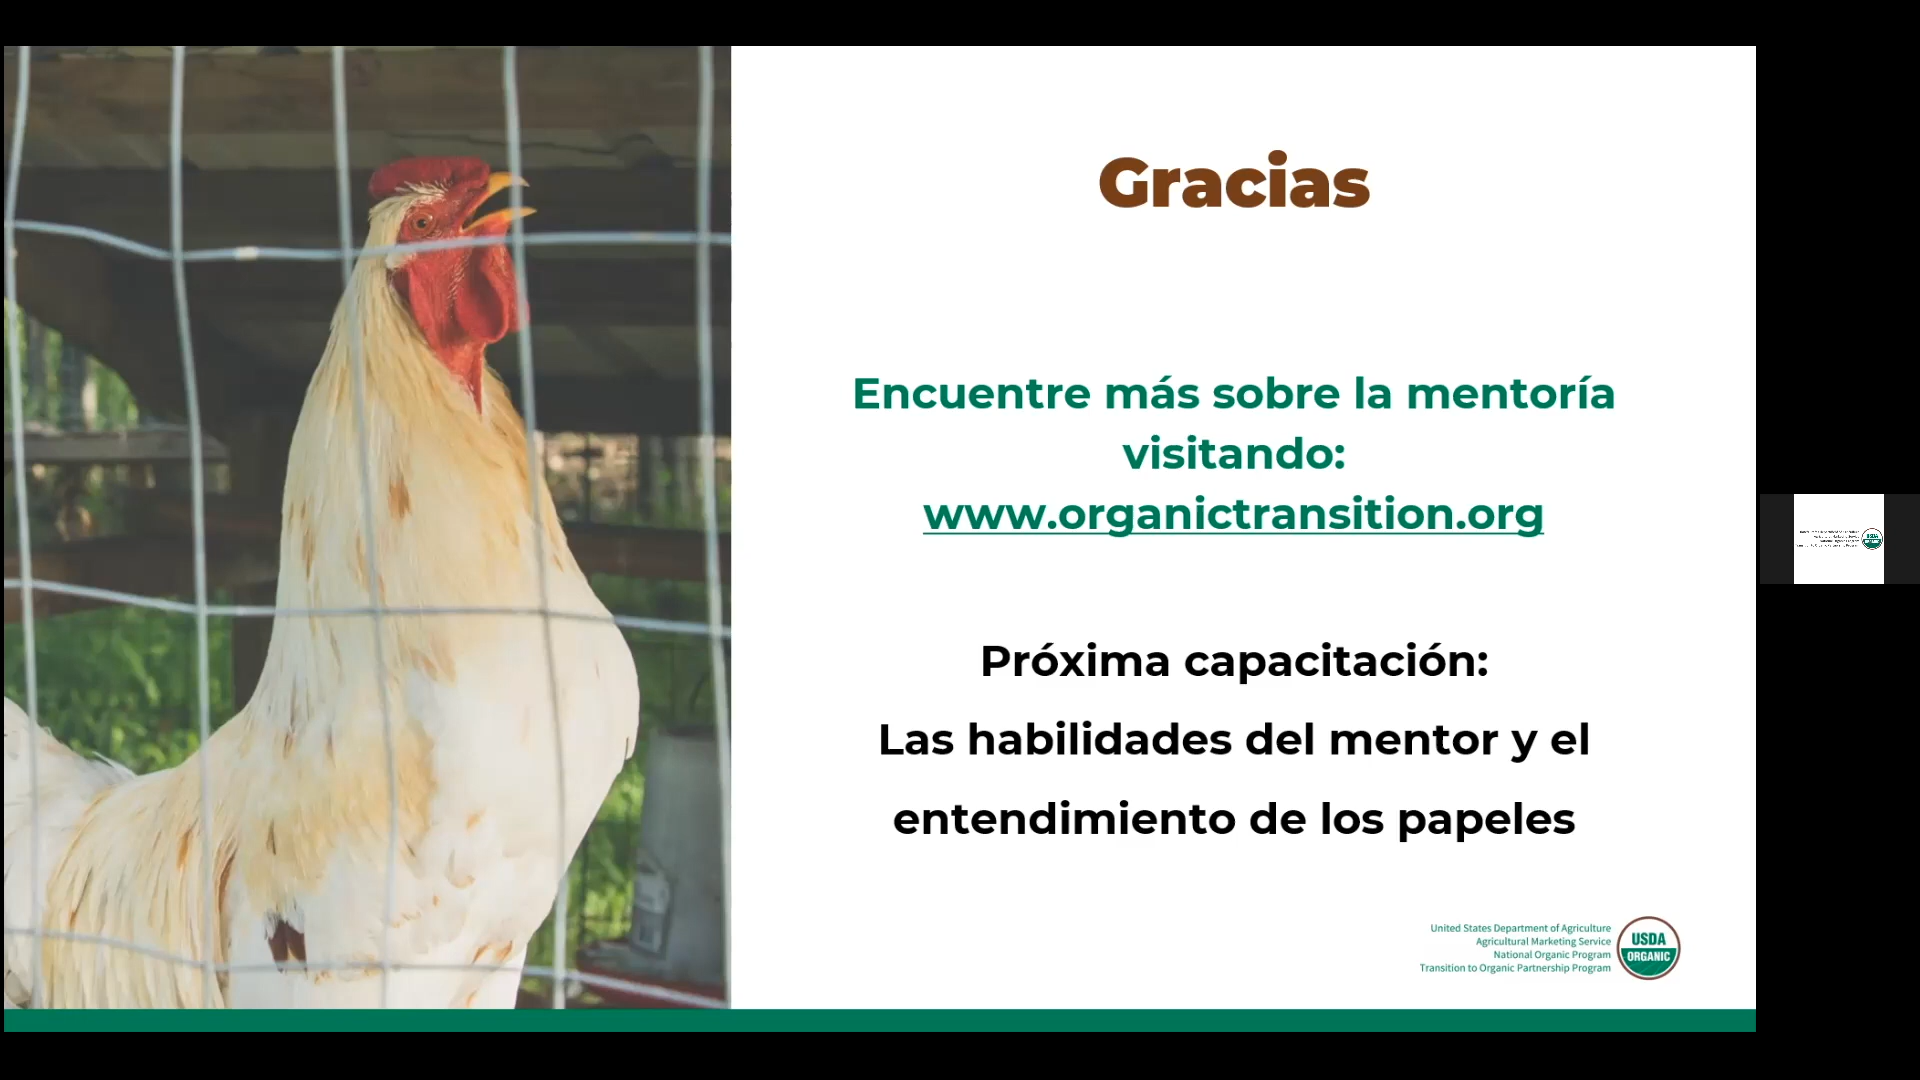 Gracias
Encuentre más sobre la mentoría
visitando:
www.organictransition.org
Próxima capacitación:
Las habilidades del mentor y el
entendimiento de los papeles
United States Department of Agriculture
Agricultural Marketing Service
National Organic Program
Transition to Organic Partnership Program
USDA
ORGANIC